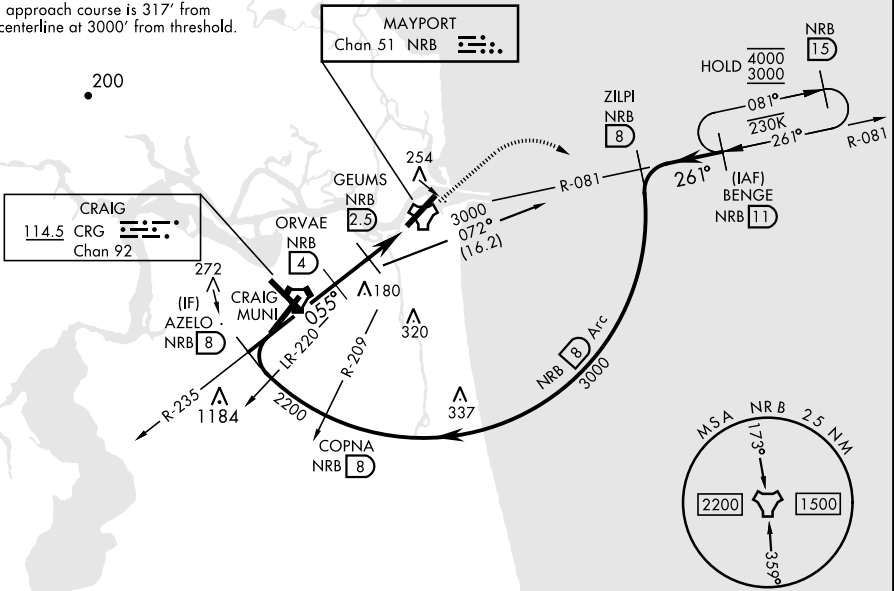 approach course is 317' from
centerline at 3000' from threshold.
MAYPORT
Chan 51 NRB
NRB
15
HOLD 4000
3000
081°
230K
261°
R-081
200
ZILPI
NRB
8
261°
(IAF)
BENGE
NRB 11
254
GEUMS
NRB
2.5
R-081
3000
072°
(16.2)
CRAIG
114.5 CRG
Chan 92
ORVAE
NRB
4
272
(IF)
AZELO
NRB 8
CRAIG
MUNI
055°
180
320
LR-220
R-209
R-235
1184
2200
337
NRB 8 Arc
3000
COPNA
NRB 8
MSA NRB 25 NM
173°
2200
1500
359°